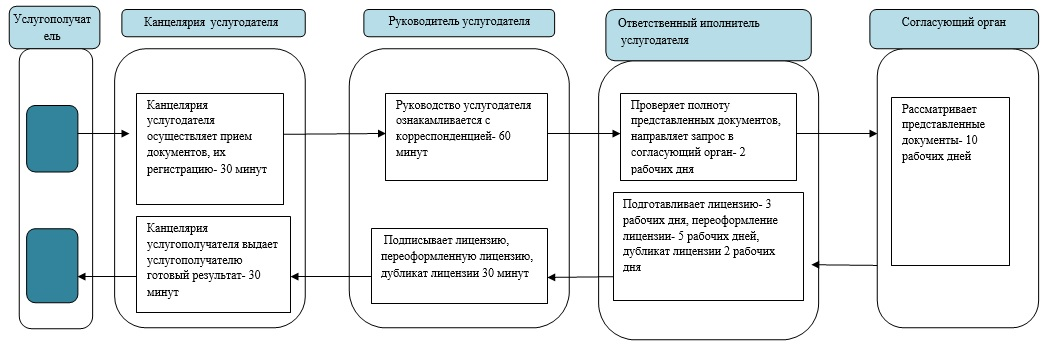 Услугополучат
ель
Канцелярия услугодателя
Руководитель услугодателя
Ответственный иполнитель
услугодателя
Согласующий орган
Канцелярия
услугодателя
осуществляет прием
документов, их
регистрацию- 30 минут
Руководство услугодателя
ознакамливается с
корреспонденцией- 60
минут
Проверяет полноту
представленных документов,
направляет запрос в
согласующий орган- 2
рабочих дня
Рассматривает
представленные
документы- 10
рабочих дней
Канцелярия
услугополучателя выдает
услугополучателю
готовый результат- 30
минут
Подписывает лицензию,
переоформленную лицензию,
дубликат лицензии 30 минут
Подготавливает лицензию- 3
рабочих дня, переоформление
лицензии- 5 рабочих дней,
дубликат лицензии 2 рабочих
дня